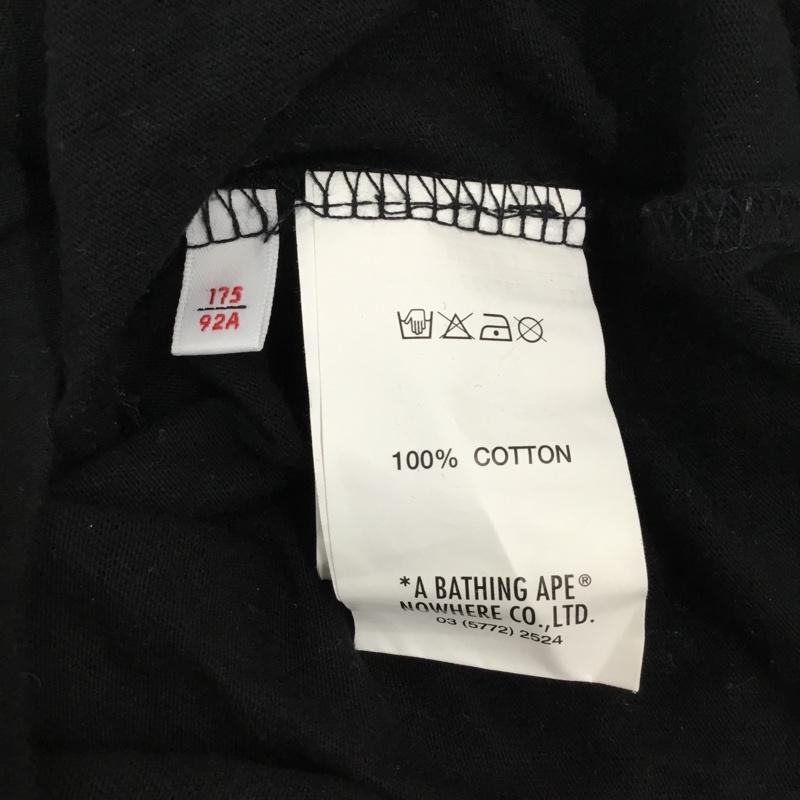 175
92A
100% COTTON
*A BATHING APE®
NOWHERE CO.,LTD.
03 (5772) 2524